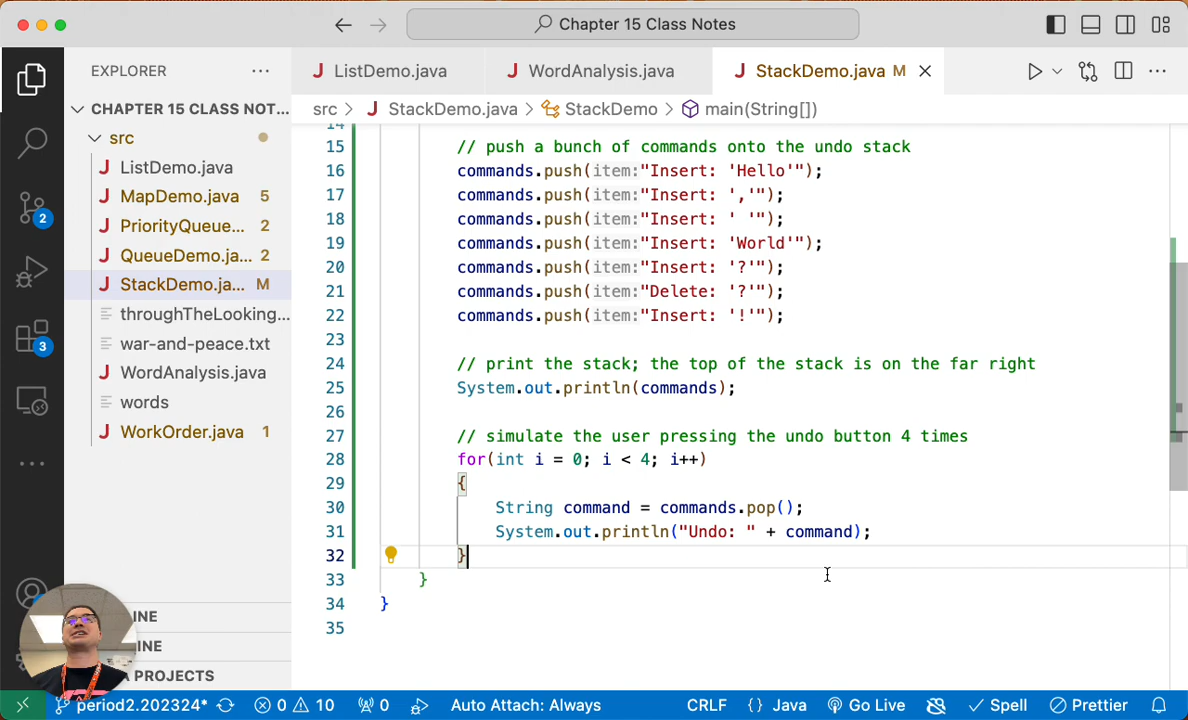 Chapter 15 Class Notes
EXPLORER
CHAPTER 15 CLASS NOT...
src
ListDemo.java
MapDemo.java 5
PriorityQueue... 2
QueueDemo.ja... 2
StackDemo.ja... M
throughTheLooking...
war-and-peace.txt
WordAnalysis.java
words
WorkOrder.java 1
INE
INE
A PROJECTS
2
3
ListDemo.java
WordAnalysis.java
StackDemo.java M
src > StackDemo.java > StackDemo > main(String[])
14
15 // push a bunch of commands onto the undo stack
16 commands.push(item:"Insert: 'Hello'");
17 commands.push(item:"Insert: ','");
18 commands.push(item:"Insert: ' '");
19 commands.push(item:"Insert: 'World'");
20 commands.push(item:"Insert: '?'");
21 commands.push(item:"Delete: '?'");
22 commands.push(item:"Insert: '!'");
23
24 // print the stack; the top of the stack is on the far right
25 System.out.println(commands);
26
27 // simulate the user pressing the undo button 4 times
28 for(int i = 0; i < 4; i++)
29 {
30 String command = commands.pop();
31 System.out.println("Undo: " + command);
32 }
33 }
34 }
35
period2.202324* 0 10 0 Auto Attach: Always CRLF {} Java Go Live Spell Prettier